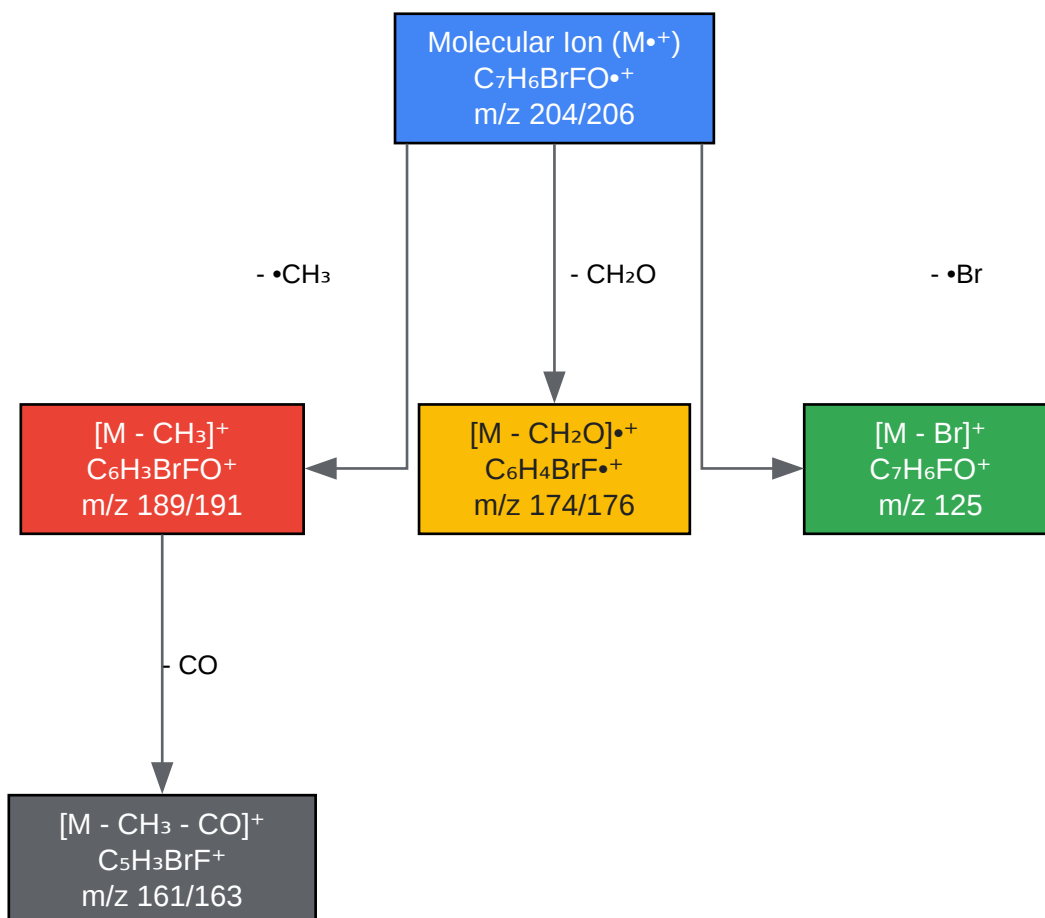 Molecular Ion (M•⁺)
C₇H₆BrFO•⁺
m/z 204/206
- •CH₃
- CH₂O
- •Br
[M - CH₃]⁺
C₆H₃BrFO⁺
m/z 189/191
[M - CH₂O]•⁺
C₆H₄BrF•⁺
m/z 174/176
[M - Br]⁺
C₇H₆FO⁺
m/z 125
- CO
[M - CH₃ - CO]⁺
C₅H₃BrF⁺
m/z 161/163